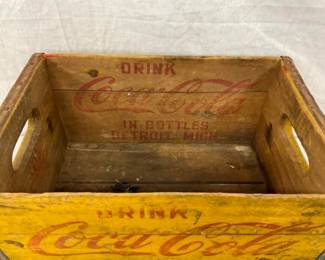 DRINK
Coca-Cola
IN BOTTLES
DETROIT MICH
DRINK
Coca-Cola